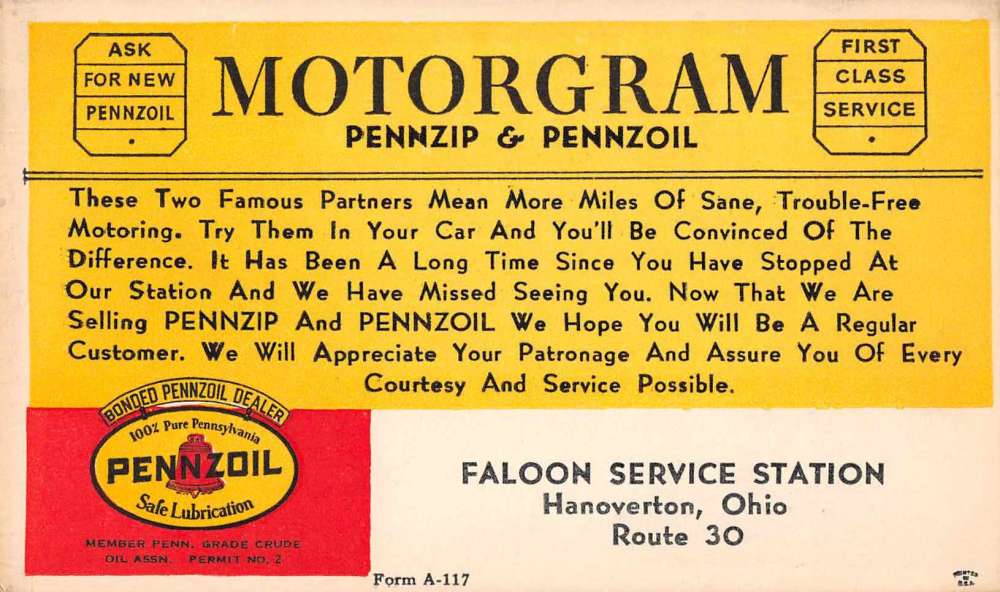 ASK
FOR NEW
PENNZOIL
MOTORGRAM
PENNZIP & PENNZOIL
FIRST
CLASS
SERVICE
These Two Famous Partners Mean More Miles Of Sane, Trouble-Free
Motoring. Try Them In Your Car And You'll Be Convinced Of The
Difference. It Has Been A Long Time Since You Have Stopped At
Our Station And We Have Missed Seeing You. Now That We Are
Selling PENNZIP And PENNZOIL We Hope You Will Be A Regular
Customer. We Will Appreciate Your Patronage And Assure You Of Every
Courtesy And Service Possible.
BONDED PENNZOIL DEALER
100% Pure Pennsylvania
PENNZOIL
Safe Lubrication
MEMBER PENN. GRADE CRUDE
OIL ASSN. PERMIT NO. 2
FALOON SERVICE STATION
Hanoverton, Ohio
Route 30
Form A-117
PRINTED
IN
U.S.A.